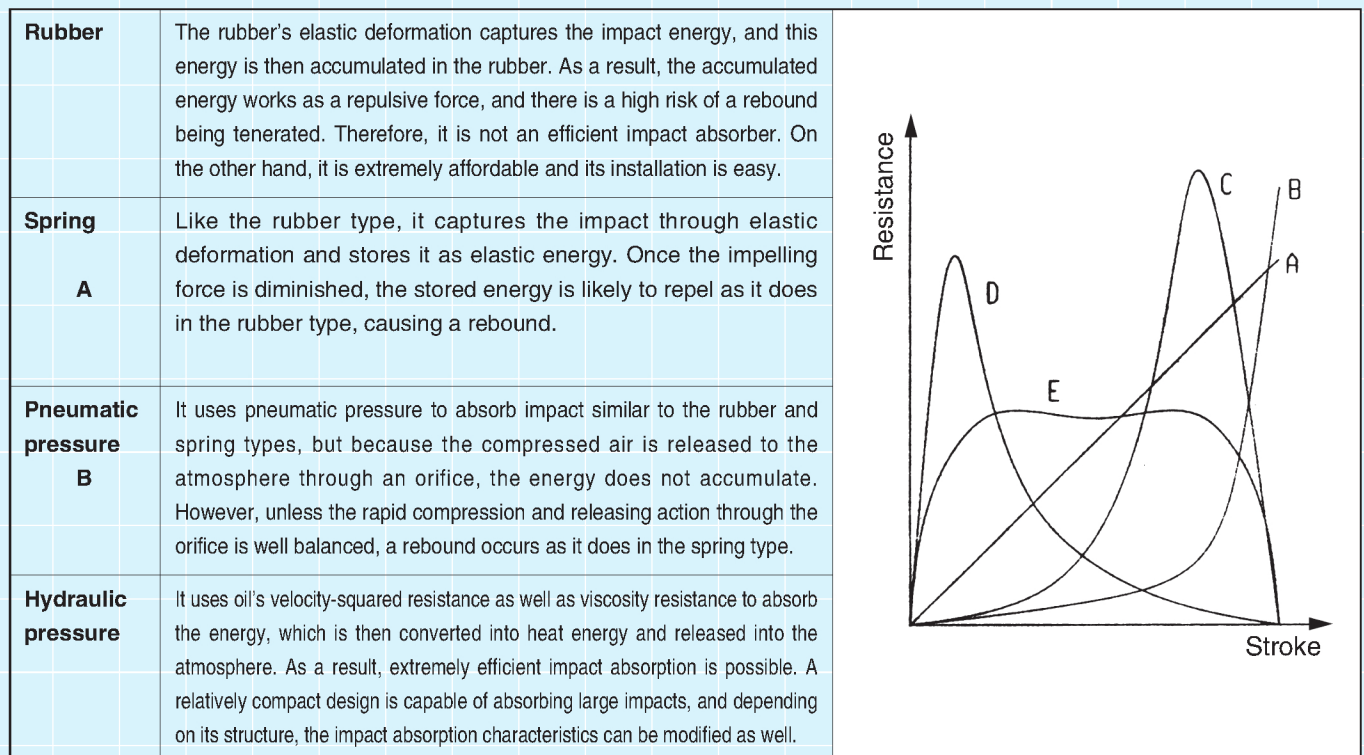 Rubber
The rubber's elastic deformation captures the impact energy, and this
energy is then accumulated in the rubber. As a result, the accumulated
energy works as a repulsive force, and there is a high risk of a rebound
being tenerated. Therefore, it is not an efficient impact absorber. On
the other hand, it is extremely affordable and its installation is easy.
Spring
A
Like the rubber type, it captures the impact through elastic
deformation and stores it as elastic energy. Once the impelling
force is diminished, the stored energy is likely to repel as it does
in the rubber type, causing a rebound.
Pneumatic
pressure
B
It uses pneumatic pressure to absorb impact similar to the rubber and
spring types, but because the compressed air is released to the
atmosphere through an orifice, the energy does not accumulate.
However, unless the rapid compression and releasing action through the
orifice is well balanced, a rebound occurs as it does in the spring type.
Hydraulic
pressure
It uses oil's velocity-squared resistance as well as viscosity resistance to absorb
the energy, which is then converted into heat energy and released into the
atmosphere. As a result, extremely efficient impact absorption is possible. A
relatively compact design is capable of absorbing large impacts, and depending
on its structure, the impact absorption characteristics can be modified as well.
Resistance
C
B
A
D
E
Stroke